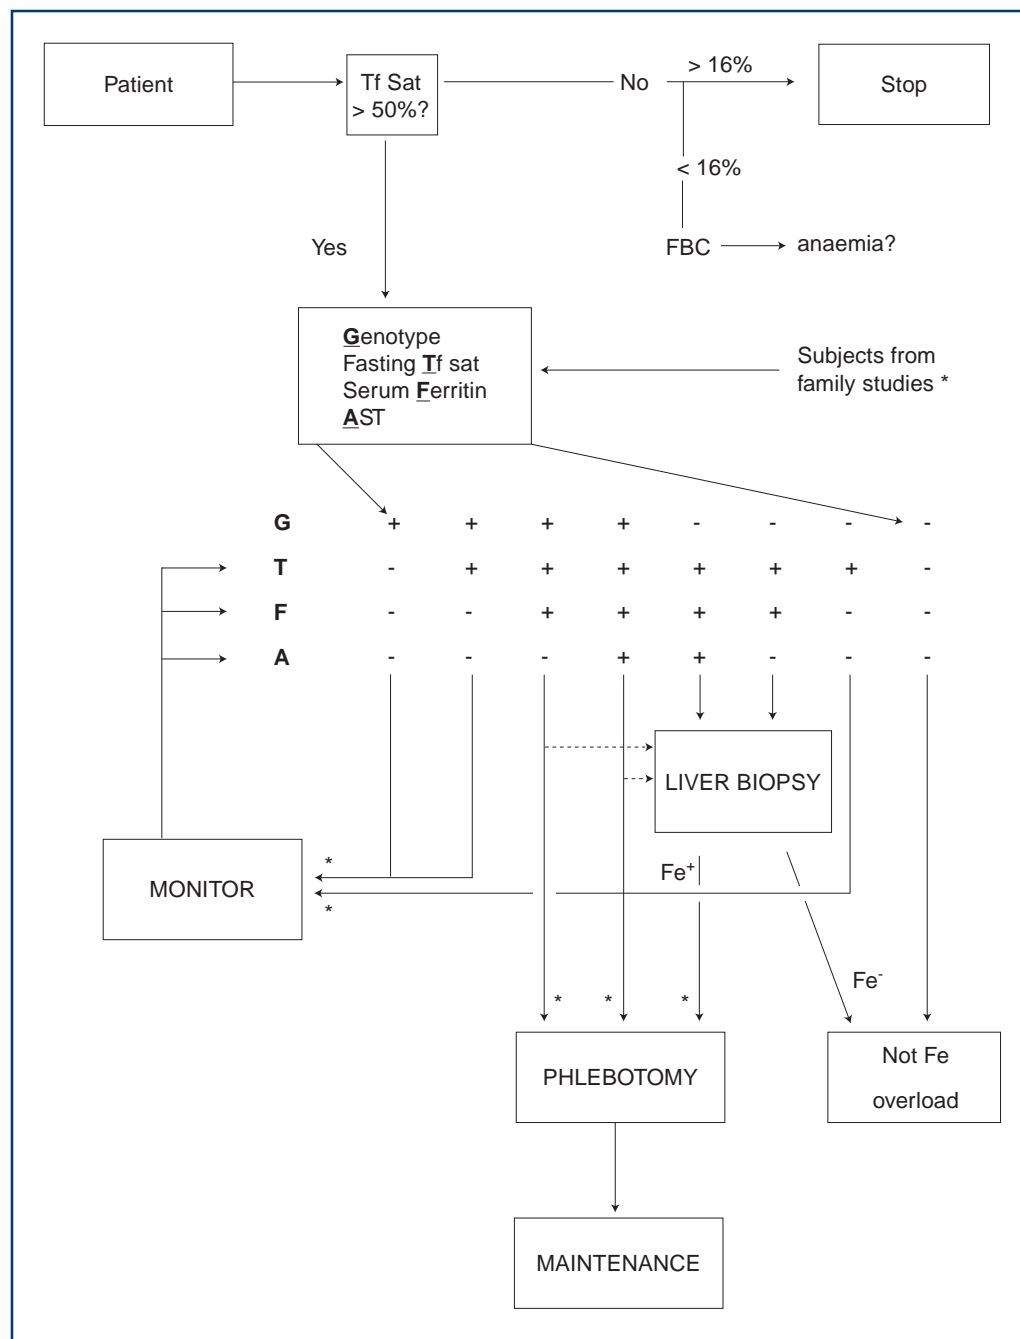 Patient
Tf Sat
> 50%?
No
> 16%
Stop
< 16%
FBC
anaemia?
Yes
Genotype
Fasting Tf sat
Serum Ferritin
AST
Subjects from
family studies *
G + + + + - - - -
T - + + + + + + -
F - - + + + + - -
A - - - + + - - -
LIVER BIOPSY
MONITOR
*
*
Fe+
Fe-
* * *
PHLEBOTOMY
Not Fe
overload
MAINTENANCE